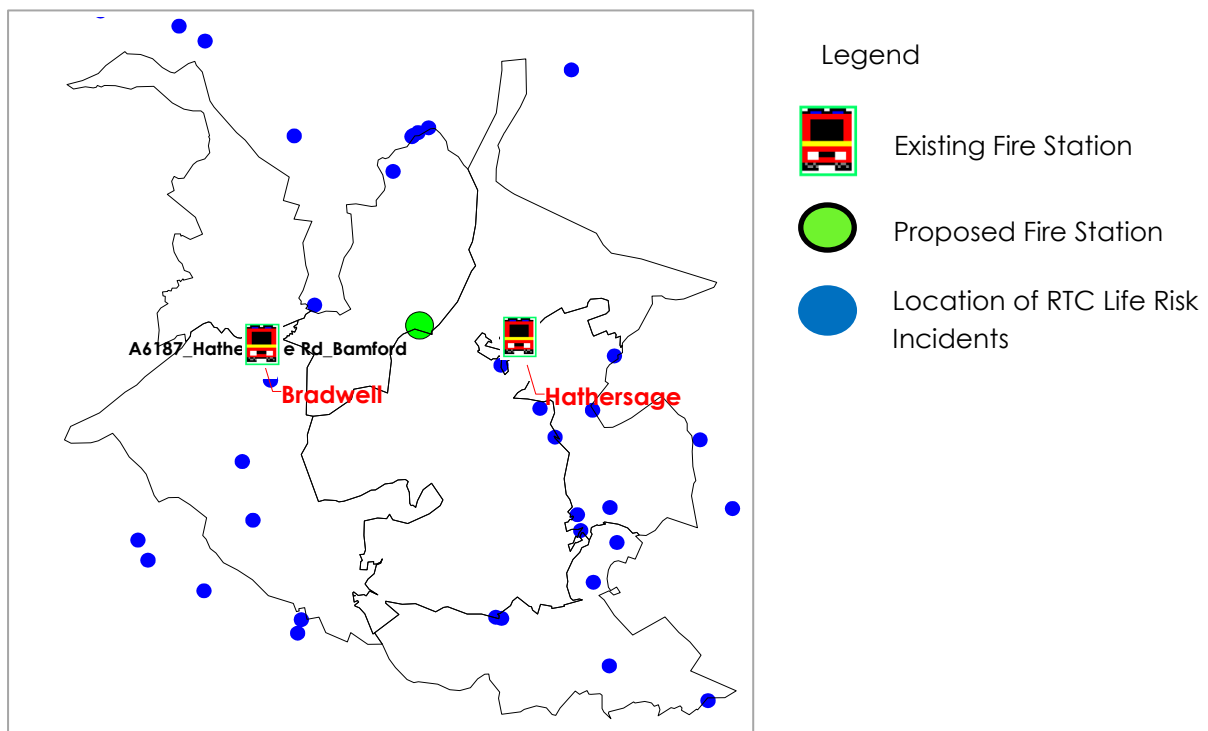 Legend
Existing Fire Station
Proposed Fire Station
Location of RTC Life Risk
Incidents
A6187_Hathe e Rd_Bamford
Bradwell
Hathersage